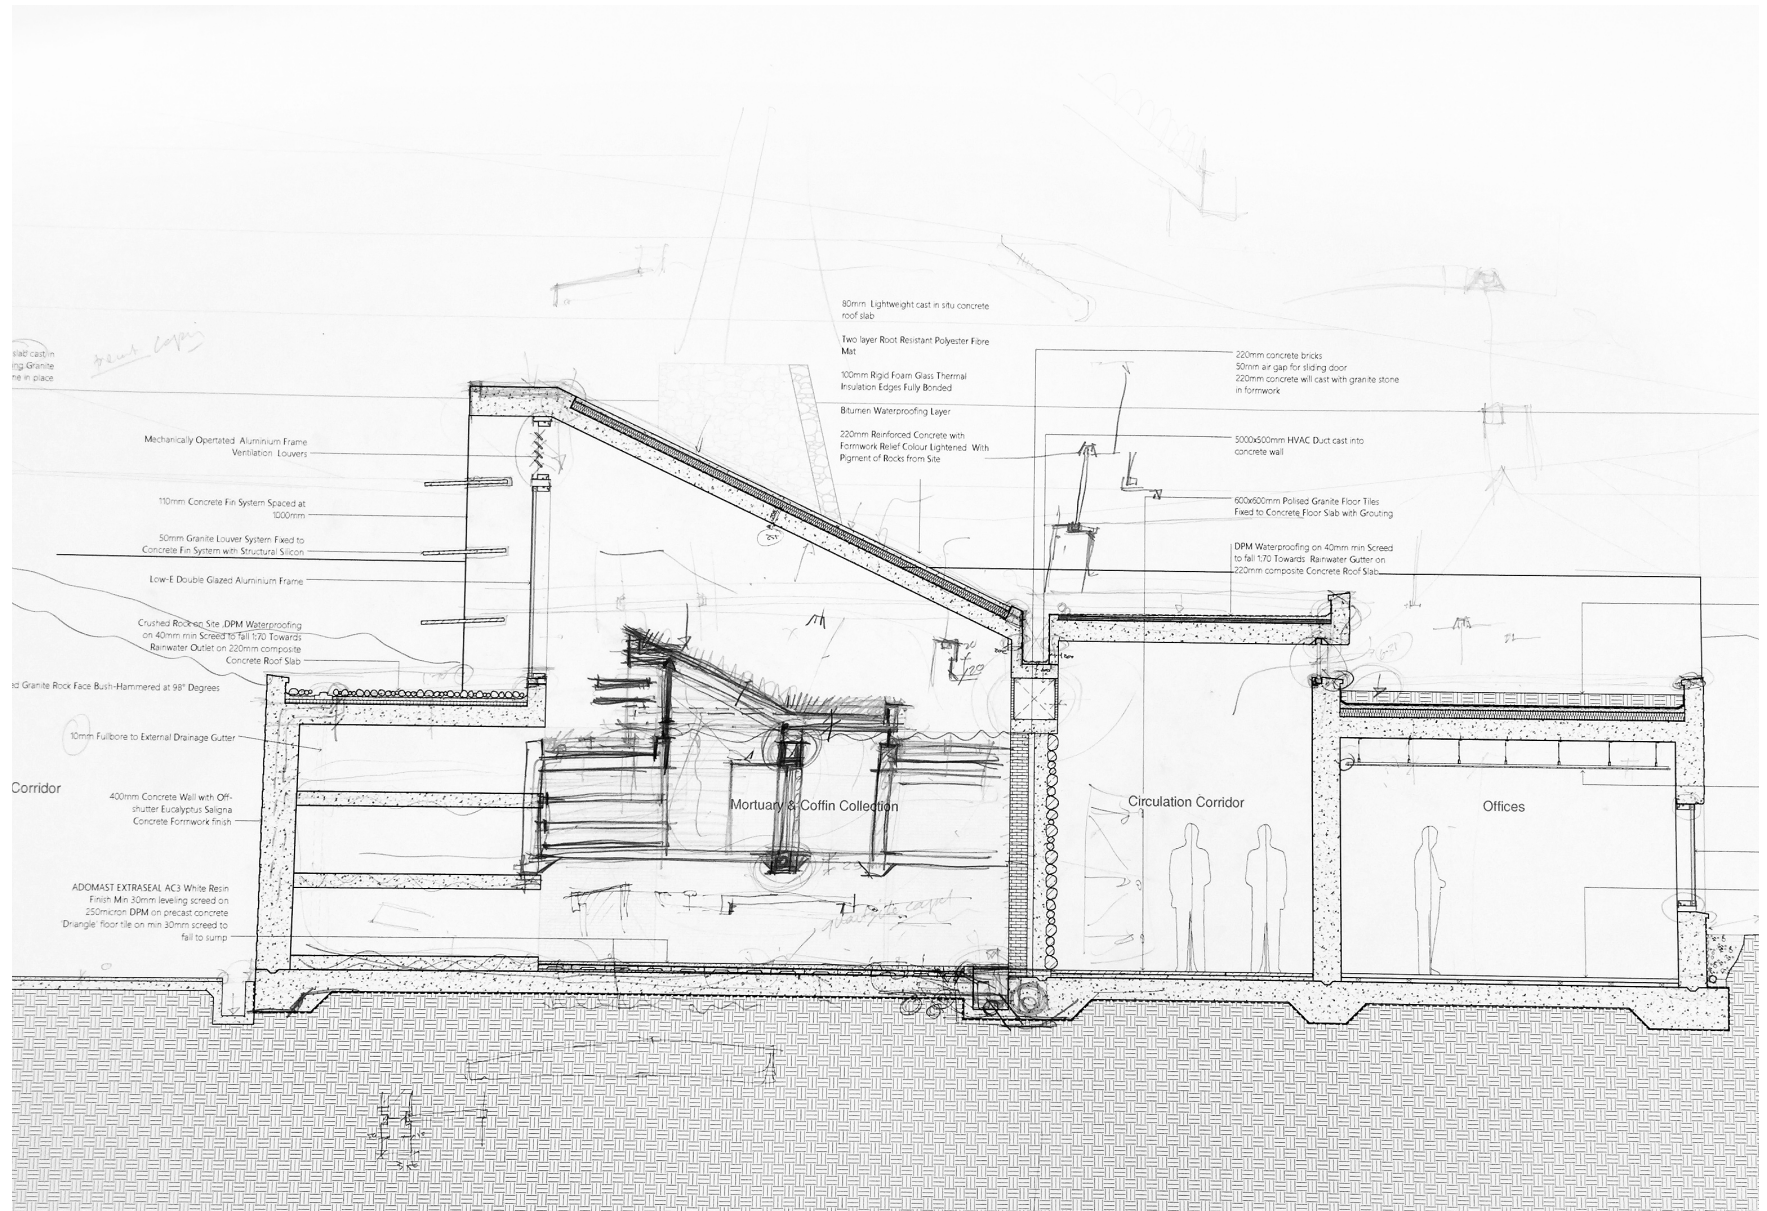 slab cast/in
ing Granite
ne in place
80mm Lightweight cast in situ concrete
roof slab
Two layer Root Resistant Polyester Fibre
Mat
100mm Rigid Foam Glass Thermal
Insulation Edges Fully Bonded
Bitumen Waterproofing Layer
220mm Reinforced Concrete with
Formwork Relief Colour Lightened With
Pigment of Rocks from Site
220mm concrete bricks
50mm air gap for sliding door
220mm concrete will cast with granite stone
in formwork
5000x500mm HVAC Duct cast into
concrete wall
600x600mm Polised Granite Floor Tiles
Fixed to Concrete Floor Slab with Grouting
DPM Waterproofing on 40mm min Screed
to fall 1:70 Towards Rainwater Gutter on
220mm composite Concrete Roof Slab
Mechanically Opertated Aluminium Frame
Ventilation Louvers
110mm Concrete Fin System Spaced at
1000mm
50mm Granite Louver System Fixed to
Concrete Fin System with Structural Silicon
Low-E Double Glazed Aluminium Frame
Crushed Rock on Site .DPM Waterproofing
on 40mm min Screed to fall 1:70 Towards
Rainwater Outlet on 220mm composite
Concrete Roof Slab
ed Granite Rock Face Bush-Hammered at 98° Degrees
10mm Fullbore to External Drainage Gutter
Corridor
400mm Concrete Wall with Off-
shutter Eucalyptus Saligna
Concrete Formwork finish
ADOMAST EXTRASEAL AC3 White Resin
Finish Min 30mm leveling screed on
250micron DPM on precast concrete
'Driangle' floor tile on min 30mm screed to
fall to sump
Mortuary & Coffin Collection
Circulation Corridor
Offices